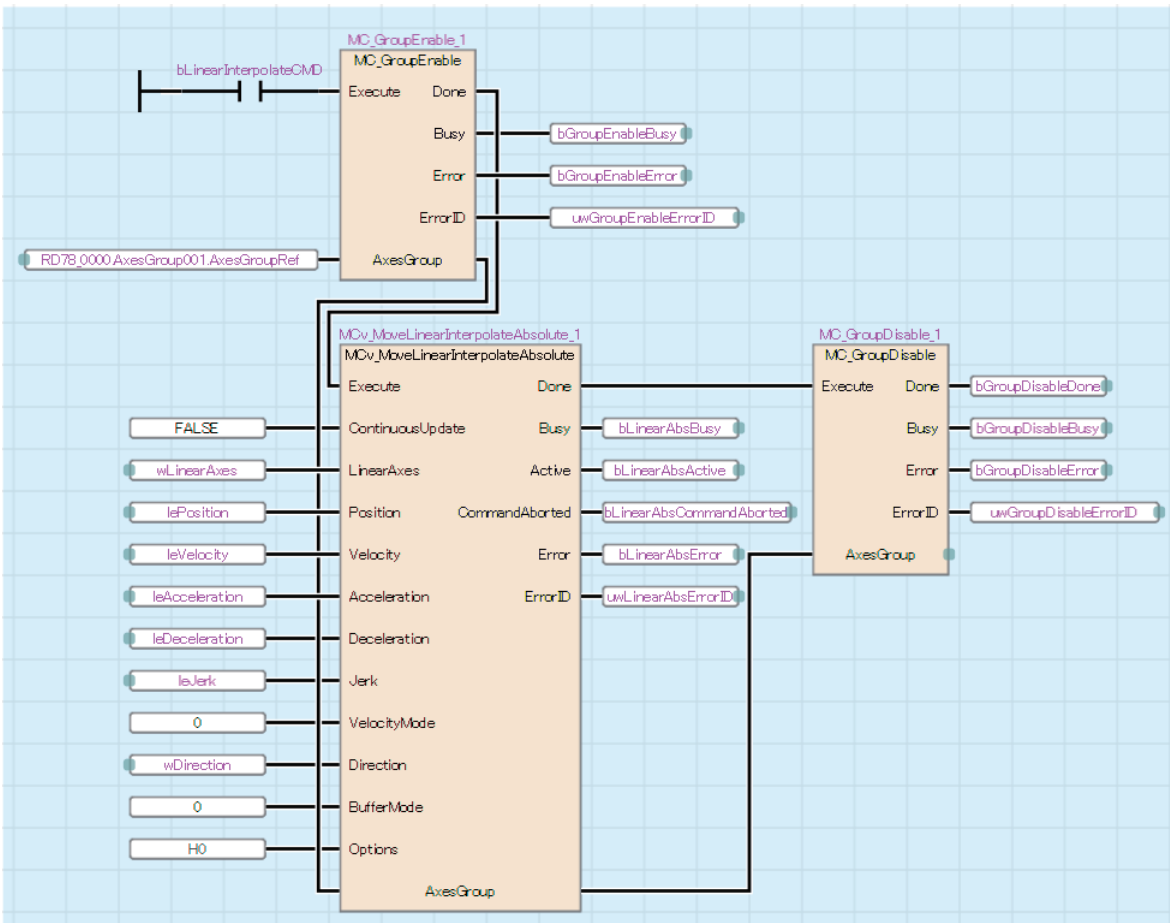 MC_GroupEnable_1
bLinearInterpolateCMD
MC_GroupEnable
Execute Done
Busy bGroupEnableBusy
Error bGroupEnableError
ErrorID uwGroupEnableErrorID
RD78_0000.AxesGroup001.AxesGroupRef AxesGroup
MCv_MoveLinearInterpolateAbsolute_1 MC_GroupDisable_1
MCv_MoveLinearInterpolateAbsolute MC_GroupDisable
Execute Done Execute Done bGroupDisableDone
FALSE ContinuousUpdate Busy bLinearAbsBusy Busy bGroupDisableBusy
wLinearAxes LinearAxes Active bLinearAbsActive Error bGroupDisableError
lePosition Position CommandAborted bLinearAbsCommandAborted ErrorID uwGroupDisableErrorID
leVelocity Velocity Error bLinearAbsError AxesGroup
leAcceleration Acceleration ErrorID uwLinearAbsErrorID
leDeceleration Deceleration
leJerk Jerk
0 VelocityMode
wDirection Direction
0 BufferMode
H0 Options
AxesGroup